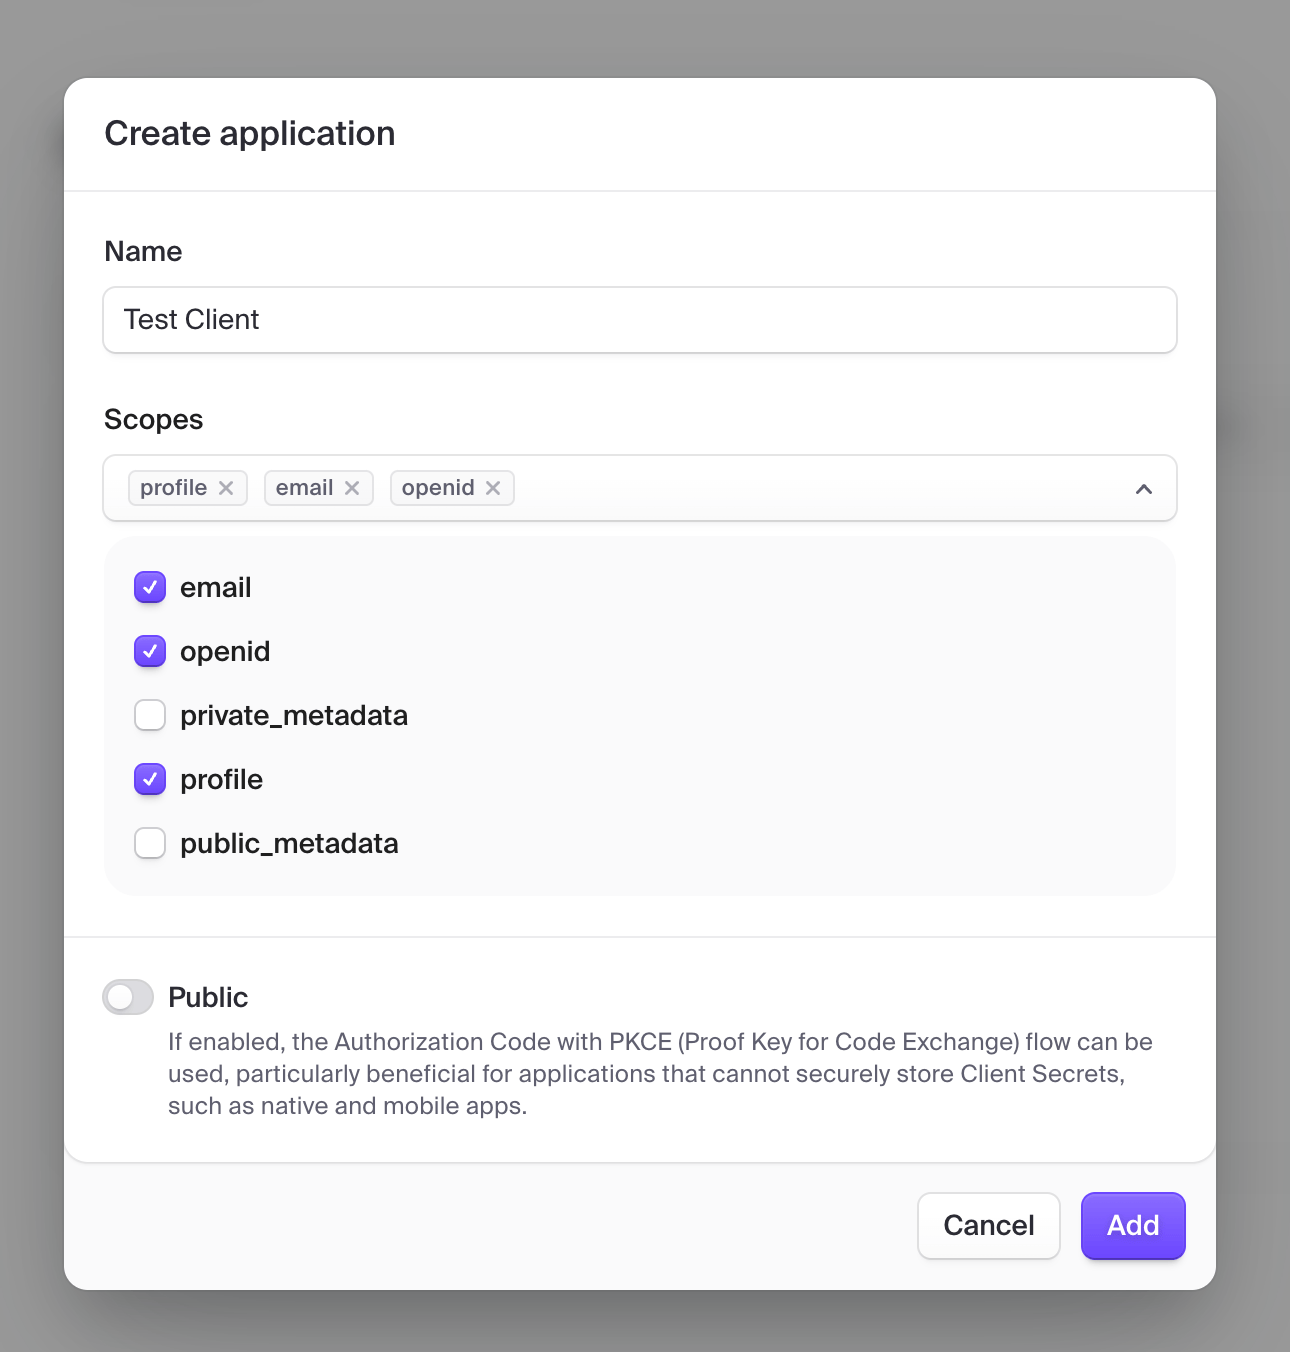 Create application
Name
Test Client
Scopes
profile
email
openid
email
openid
private_metadata
profile
public_metadata
Public
If enabled, the Authorization Code with PKCE (Proof Key for Code Exchange) flow can be
used, particularly beneficial for applications that cannot securely store Client Secrets,
such as native and mobile apps.
Cancel
Add